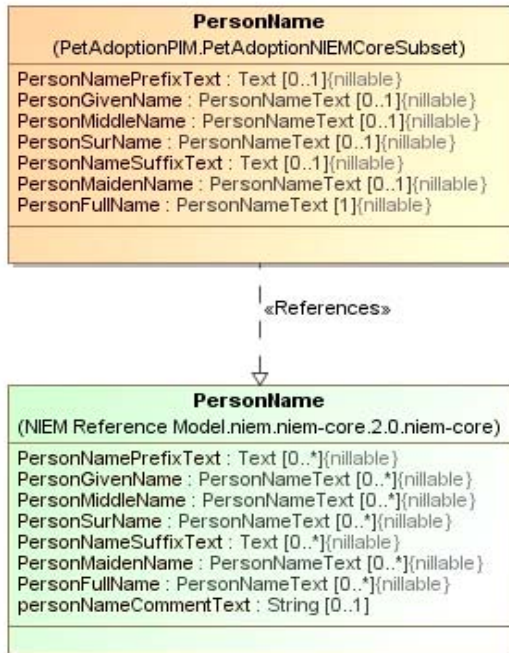 PersonName
(PetAdoptionPIM.PetAdoptionNIEMCoreSubset)
PersonNamePrefixText : Text [0..1]{nillable}
PersonGivenName : PersonNameText [0..1]{nillable}
PersonMiddleName : PersonNameText [0..1]{nillable}
PersonSurName : PersonNameText [0..1]{nillable}
PersonNameSuffixText : Text [0..1]{nillable}
PersonMaidenName : PersonNameText [0..1]{nillable}
PersonFullName : PersonNameText [1]{nillable}
«References»
PersonName
(NIEM Reference Model.niem.niem-core.2.0.niem-core)
PersonNamePrefixText : Text [0..*]{nillable}
PersonGivenName : PersonNameText [0..*]{nillable}
PersonMiddleName : PersonNameText [0..*]{nillable}
PersonSurName : PersonNameText [0..*]{nillable}
PersonNameSuffixText : Text [0..*]{nillable}
PersonMaidenName : PersonNameText [0..*]{nillable}
PersonFullName : PersonNameText [0..*]{nillable}
personNameCommentText : String [0..1]